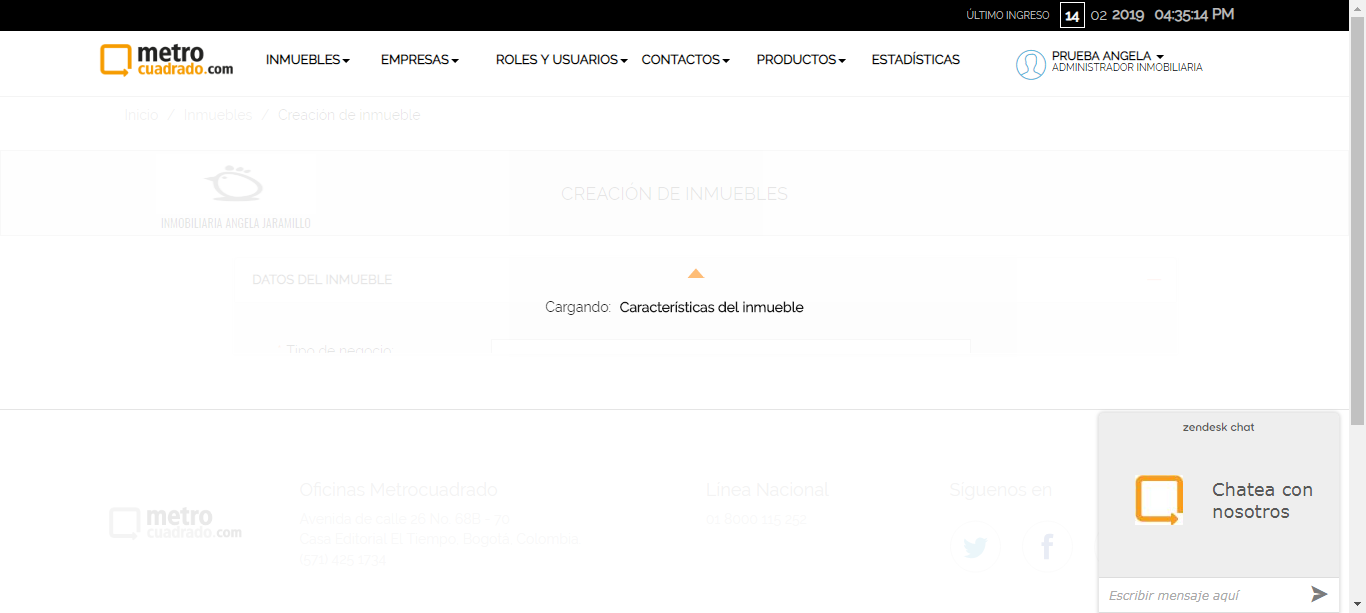 ÚLTIMO INGRESO 14 02 2019 04:35:14 PM
metro
cuadrado.com
INMUEBLES EMPRESAS ROLES Y USUARIOS CONTACTOS PRODUCTOS ESTADÍSTICAS
PRUEBA ANGELA
ADMINISTRADOR INMOBILIARIA
Inicio / Inmuebles / Creación de inmueble
CREACIÓN DE INMUEBLES
INMOBILIARIA ANGELA JARAMILLO
DATOS DEL INMUEBLE
Cargando: Características del inmueble
Tipo de negocio
zendesk chat
Chatea con
nosotros
Escribir mensaje aquí
Oficinas Metrocuadrado
Avenida de calle 26 No. 68B - 70
Casa Editorial El Tiempo, Bogotá, Colombia.
(571) 425 1734
Línea Nacional
01 8000 115 252
Síguenos en
metro
cuadrado.com